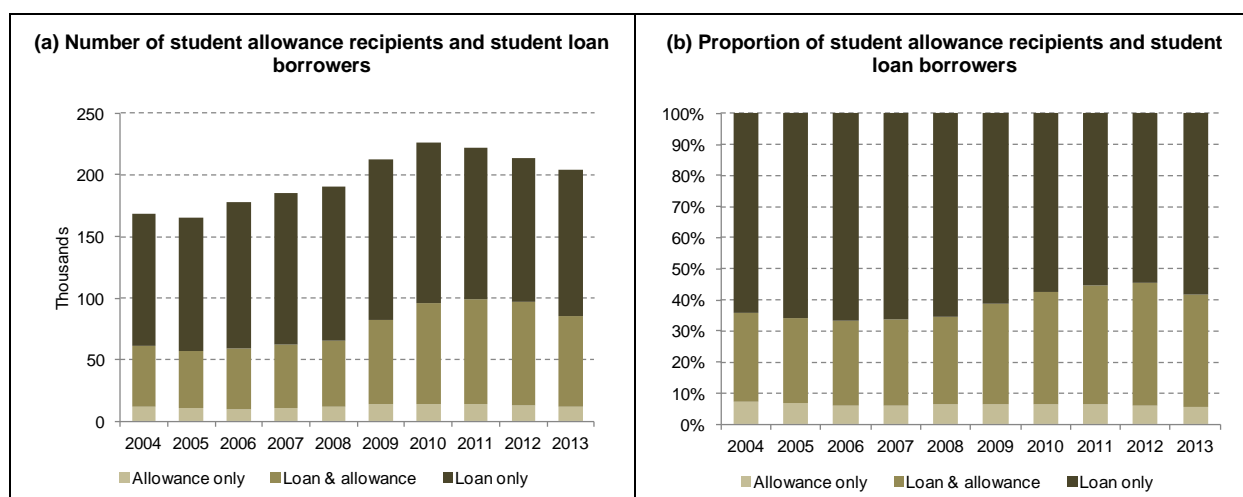 (a) Number of student allowance recipients and student loan
borrowers
250
200
150
100
50
0
Thousands
2004 2005 2006 2007 2008 2009 2010 2011 2012 2013
Allowance only Loan & allowance Loan only
(b) Proportion of student allowance recipients and student
loan borrowers
100%
90%
80%
70%
60%
50%
40%
30%
20%
10%
0%
2004 2005 2006 2007 2008 2009 2010 2011 2012 2013
Allowance only Loan & allowance Loan only